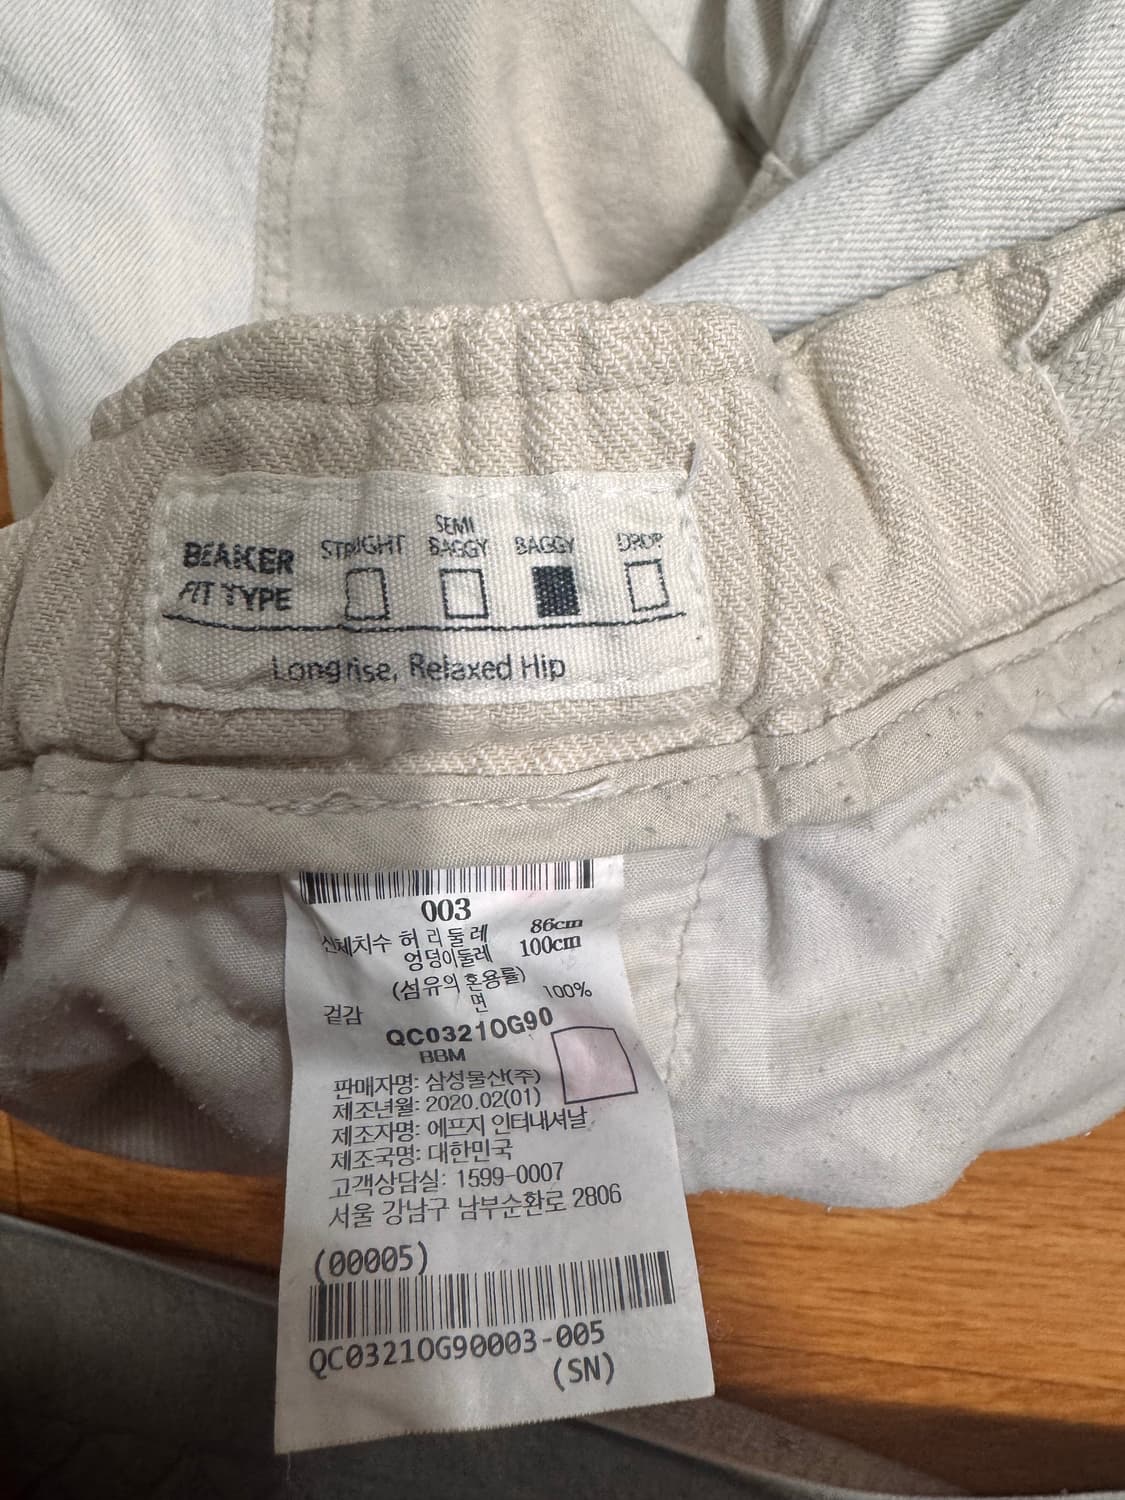 BEAKER
FIT TYPE
STRAIGHT
SEMI
BAGGY
BAGGY
DROP
Long rise, Relaxed Hip
003
신체치수 허리둘레 86cm
엉덩이둘레 100cm
(섬유의 혼용률)
겉감 면 100%
QC0321OG90
BBM
판매자명: 삼성물산(주)
제조년월: 2020.02(01)
제조자명: 에프지 인터내셔날
제조국명: 대한민국
고객상담실: 1599-0007
서울 강남구 남부순환로 2806
(00005)
QC0321OG90003-005
(SN)